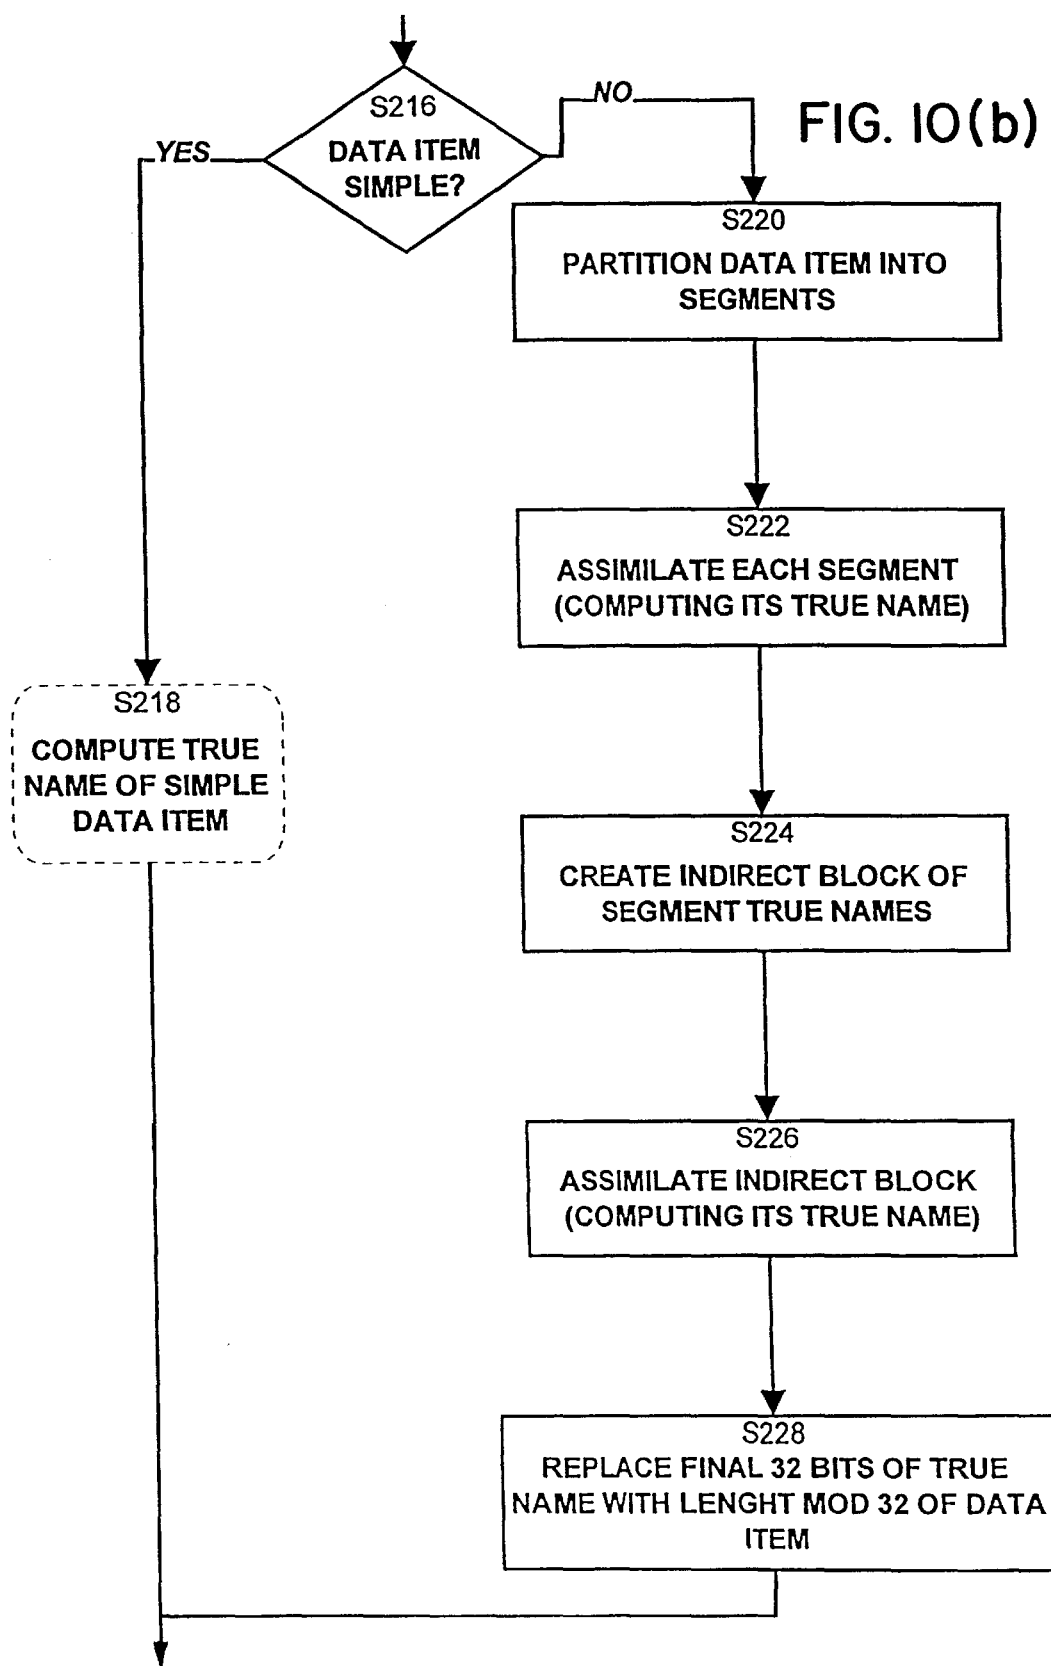 FIG. 10(b)
S216
DATA ITEM
SIMPLE?
YES
NO
S220
PARTITION DATA ITEM INTO
SEGMENTS
S222
ASSIMILATE EACH SEGMENT
(COMPUTING ITS TRUE NAME)
S218
COMPUTE TRUE
NAME OF SIMPLE
DATA ITEM
S224
CREATE INDIRECT BLOCK OF
SEGMENT TRUE NAMES
S226
ASSIMILATE INDIRECT BLOCK
(COMPUTING ITS TRUE NAME)
S228
REPLACE FINAL 32 BITS OF TRUE
NAME WITH LENGHT MOD 32 OF DATA
ITEM